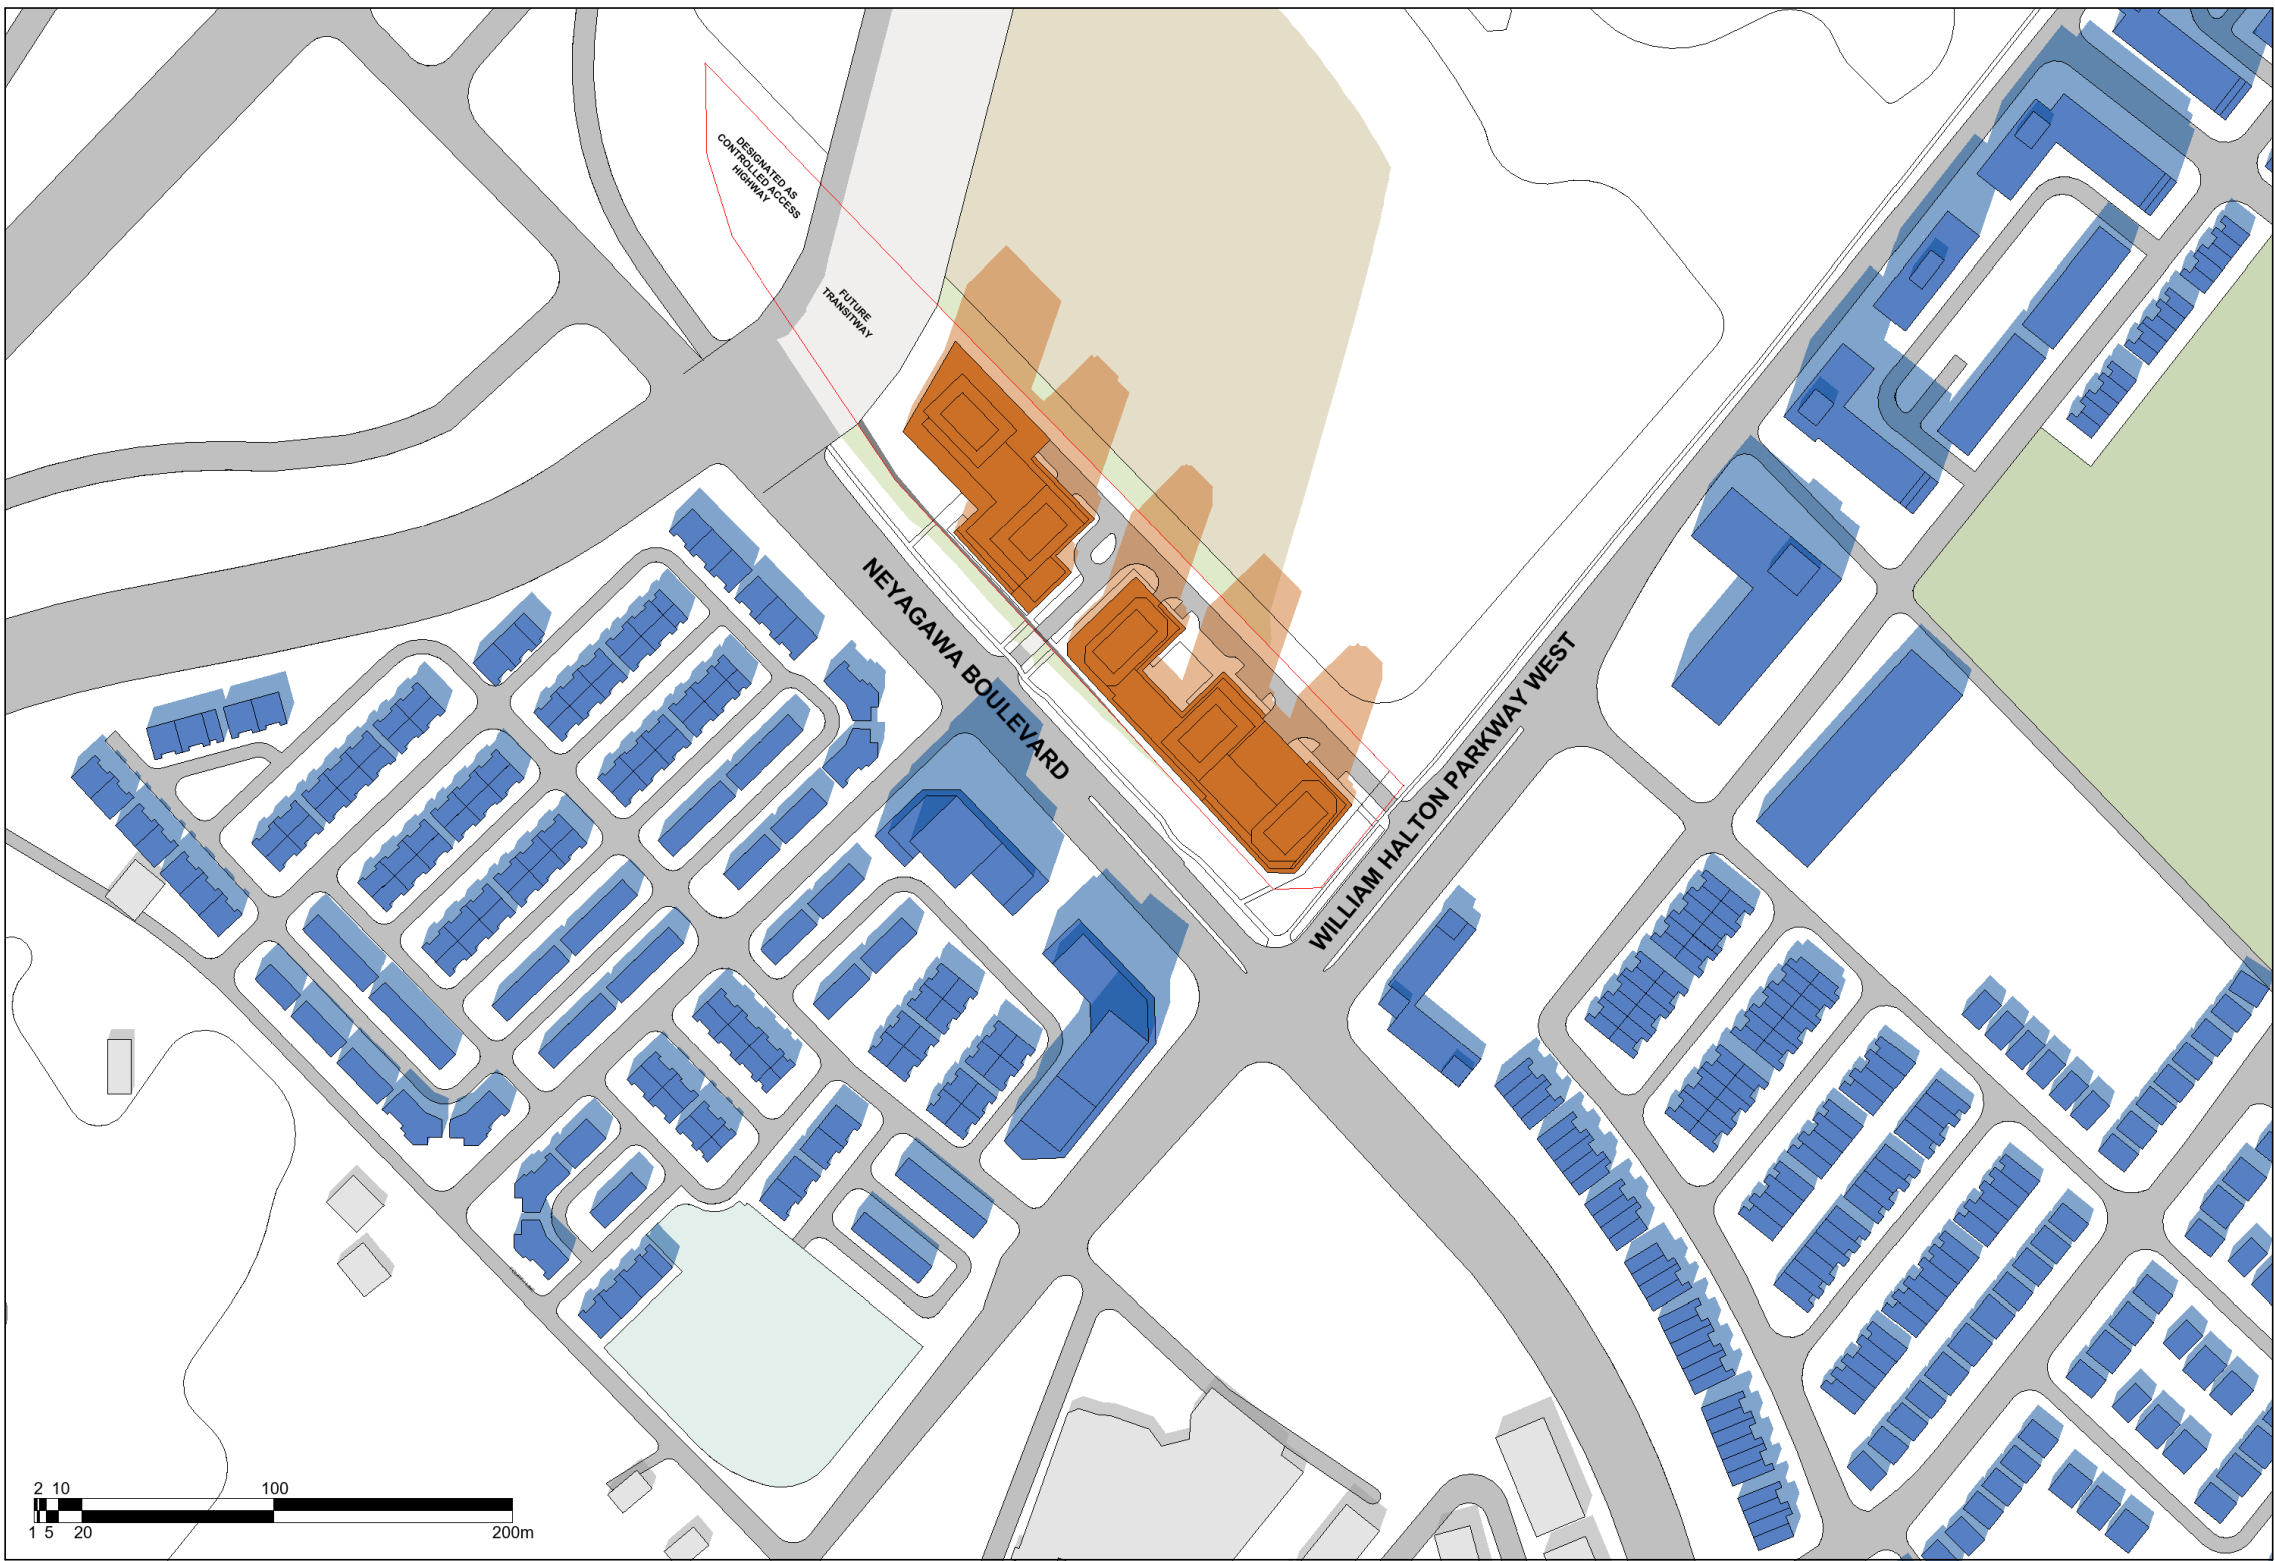 DESIGNATED AS
CONTROLLED ACCESS
HIGHWAY
FUTURE
TRANSITWAY
NEYAGAWA BOULEVARD
WILLIAM HALTON PARKWAY WEST
2 10 100
1 5 20 200m